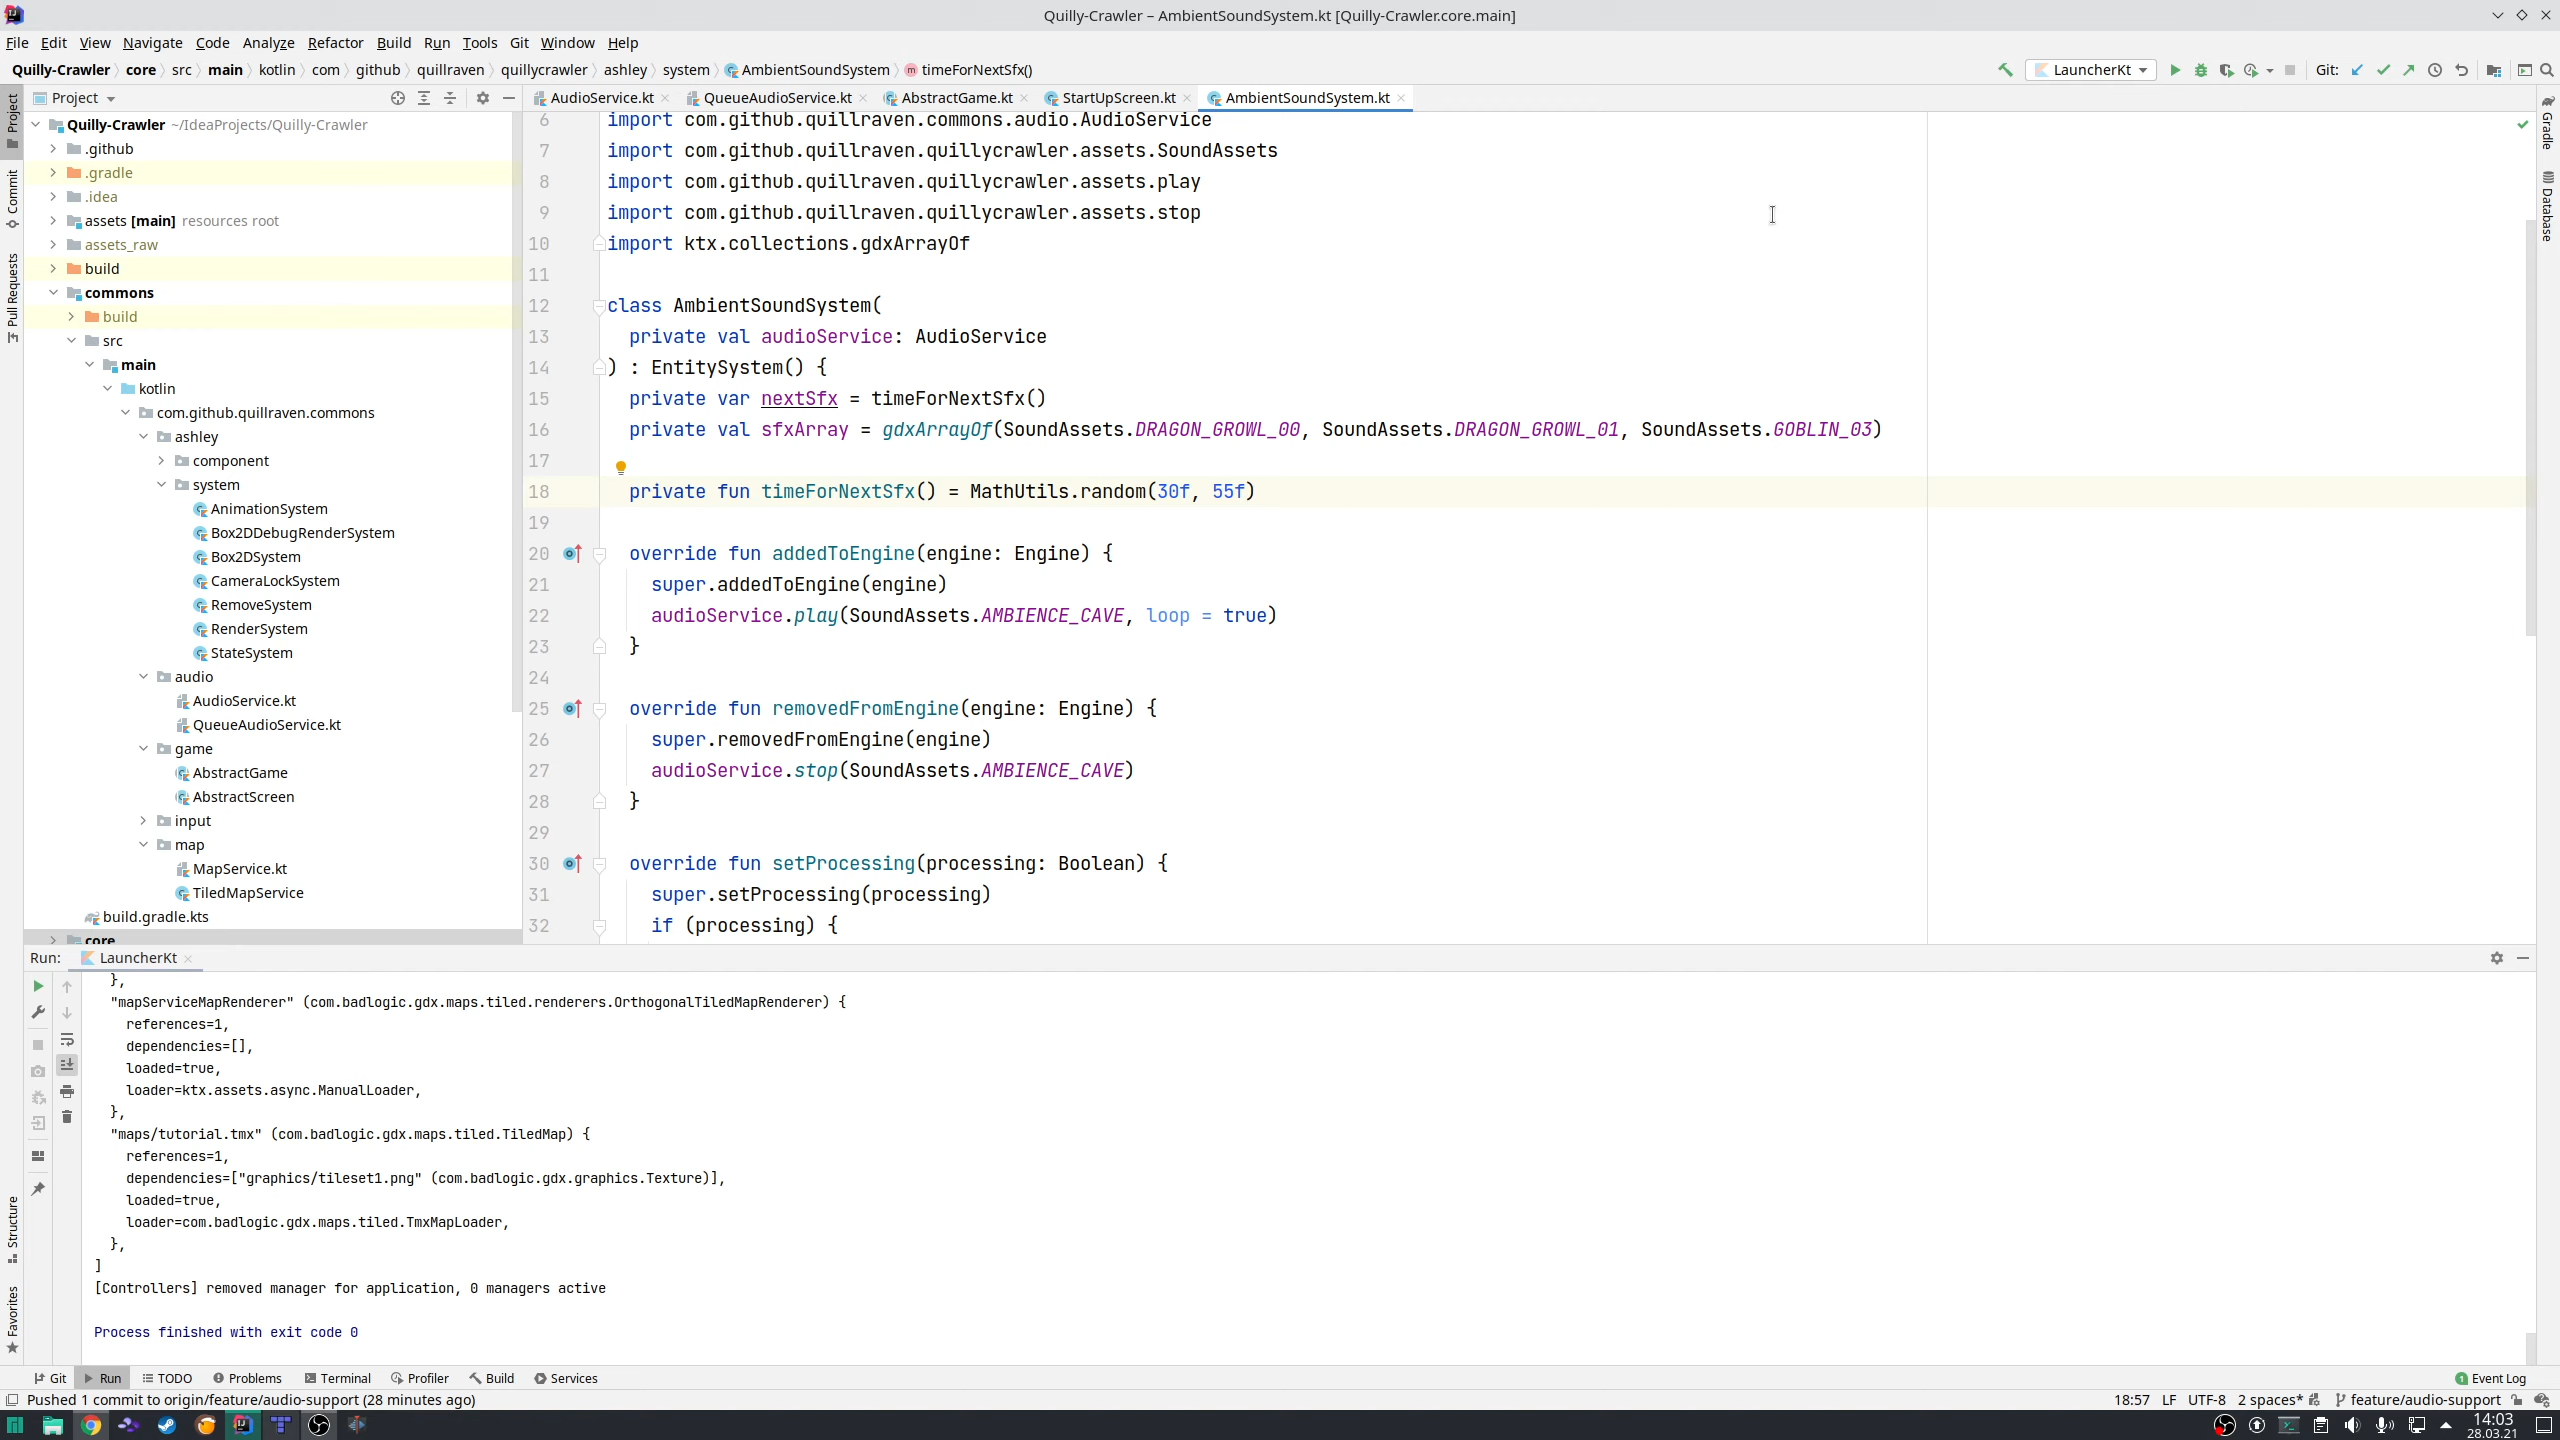 Quilly-Crawler – AmbientSoundSystem.kt [Quilly-Crawler.core.main]
File Edit View Navigate Code Analyze Refactor Build Run Tools Git Window Help
Quilly-Crawler core src main kotlin com github quillraven quillycrawler ashley system AmbientSoundSystem timeForNextSfx()
LauncherKt Git:
Project
AudioService.kt QueueAudioService.kt AbstractGame.kt StartUpScreen.kt AmbientSoundSystem.kt
Project
Commit
Pull Requests
Structure
Favorites
Gradle
Database
Quilly-Crawler ~/IdeaProjects/Quilly-Crawler
.github
.gradle
.idea
assets [main] resources root
assets_raw
build
commons
build
src
main
kotlin
com.github.quillraven.commons
ashley
component
system
AnimationSystem
Box2DDebugRenderSystem
Box2DSystem
CameraLockSystem
RemoveSystem
RenderSystem
StateSystem
audio
AudioService.kt
QueueAudioService.kt
game
AbstractGame
AbstractScreen
input
map
MapService.kt
TiledMapService
build.gradle.kts
core
6 import com.github.quillraven.commons.audio.AudioService
7 import com.github.quillraven.quillycrawler.assets.SoundAssets
8 import com.github.quillraven.quillycrawler.assets.play
9 import com.github.quillraven.quillycrawler.assets.stop
10 import ktx.collections.gdxArrayOf
11
12 class AmbientSoundSystem(
13 private val audioService: AudioService
14 ) : EntitySystem() {
15 private var nextSfx = timeForNextSfx()
16 private val sfxArray = gdxArrayOf(SoundAssets.DRAGON_GROWL_00, SoundAssets.DRAGON_GROWL_01, SoundAssets.GOBLIN_03)
17
18 private fun timeForNextSfx() = MathUtils.random(30f, 55f)
19
20 override fun addedToEngine(engine: Engine) {
21 super.addedToEngine(engine)
22 audioService.play(SoundAssets.AMBIENCE_CAVE, loop = true)
23 }
24
25 override fun removedFromEngine(engine: Engine) {
26 super.removedFromEngine(engine)
27 audioService.stop(SoundAssets.AMBIENCE_CAVE)
28 }
29
30 override fun setProcessing(processing: Boolean) {
31 super.setProcessing(processing)
32 if (processing) {
Run: LauncherKt
},
"mapServiceMapRenderer" (com.badlogic.gdx.maps.tiled.renderers.OrthogonalTiledMapRenderer) {
references=1,
dependencies=[],
loaded=true,
loader=ktx.assets.async.ManualLoader,
},
"maps/tutorial.tmx" (com.badlogic.gdx.maps.tiled.TiledMap) {
references=1,
dependencies=["graphics/tileset1.png" (com.badlogic.gdx.graphics.Texture)],
loaded=true,
loader=com.badlogic.gdx.maps.tiled.TmxMapLoader,
},
]
[Controllers] removed manager for application, 0 managers active
Process finished with exit code 0
Git Run TODO Problems Terminal Profiler Build Services 1 Event Log
Pushed 1 commit to origin/feature/audio-support (28 minutes ago) 18:57 LF UTF-8 2 spaces* feature/audio-support
14:03
28.03.21